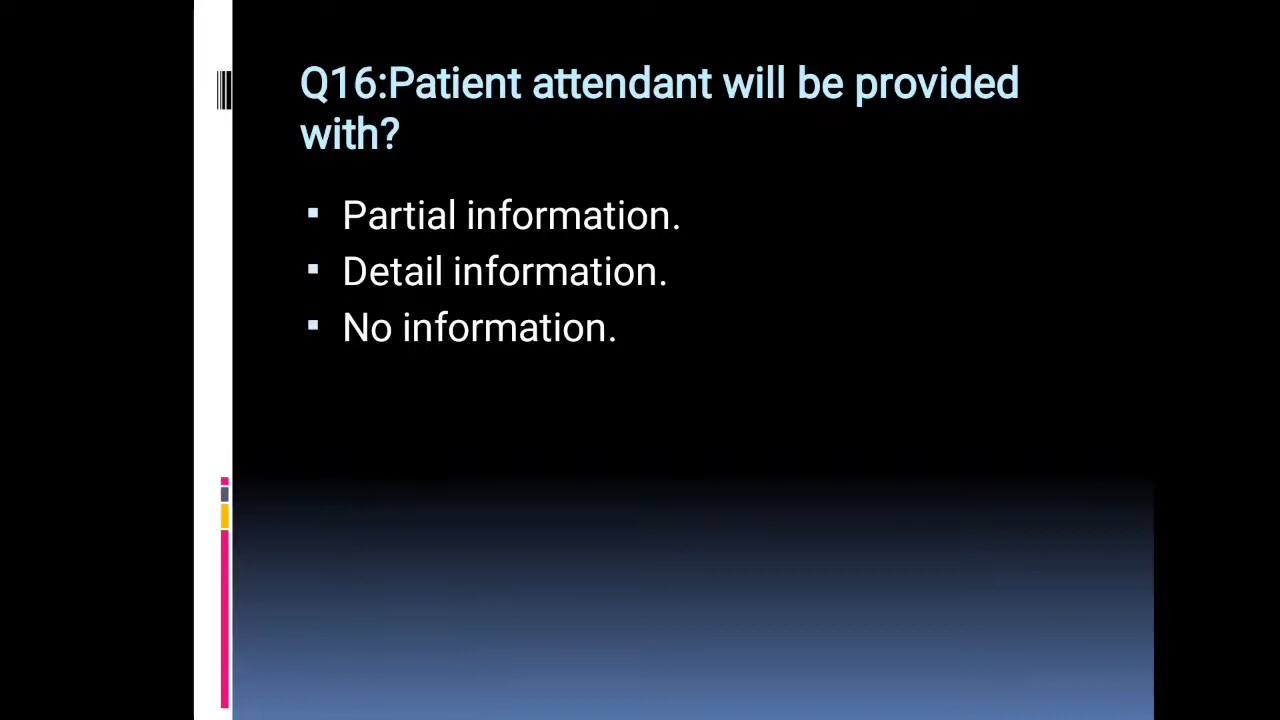 Q16:Patient attendant will be provided
with?
▪ Partial information.
▪ Detail information.
▪ No information.